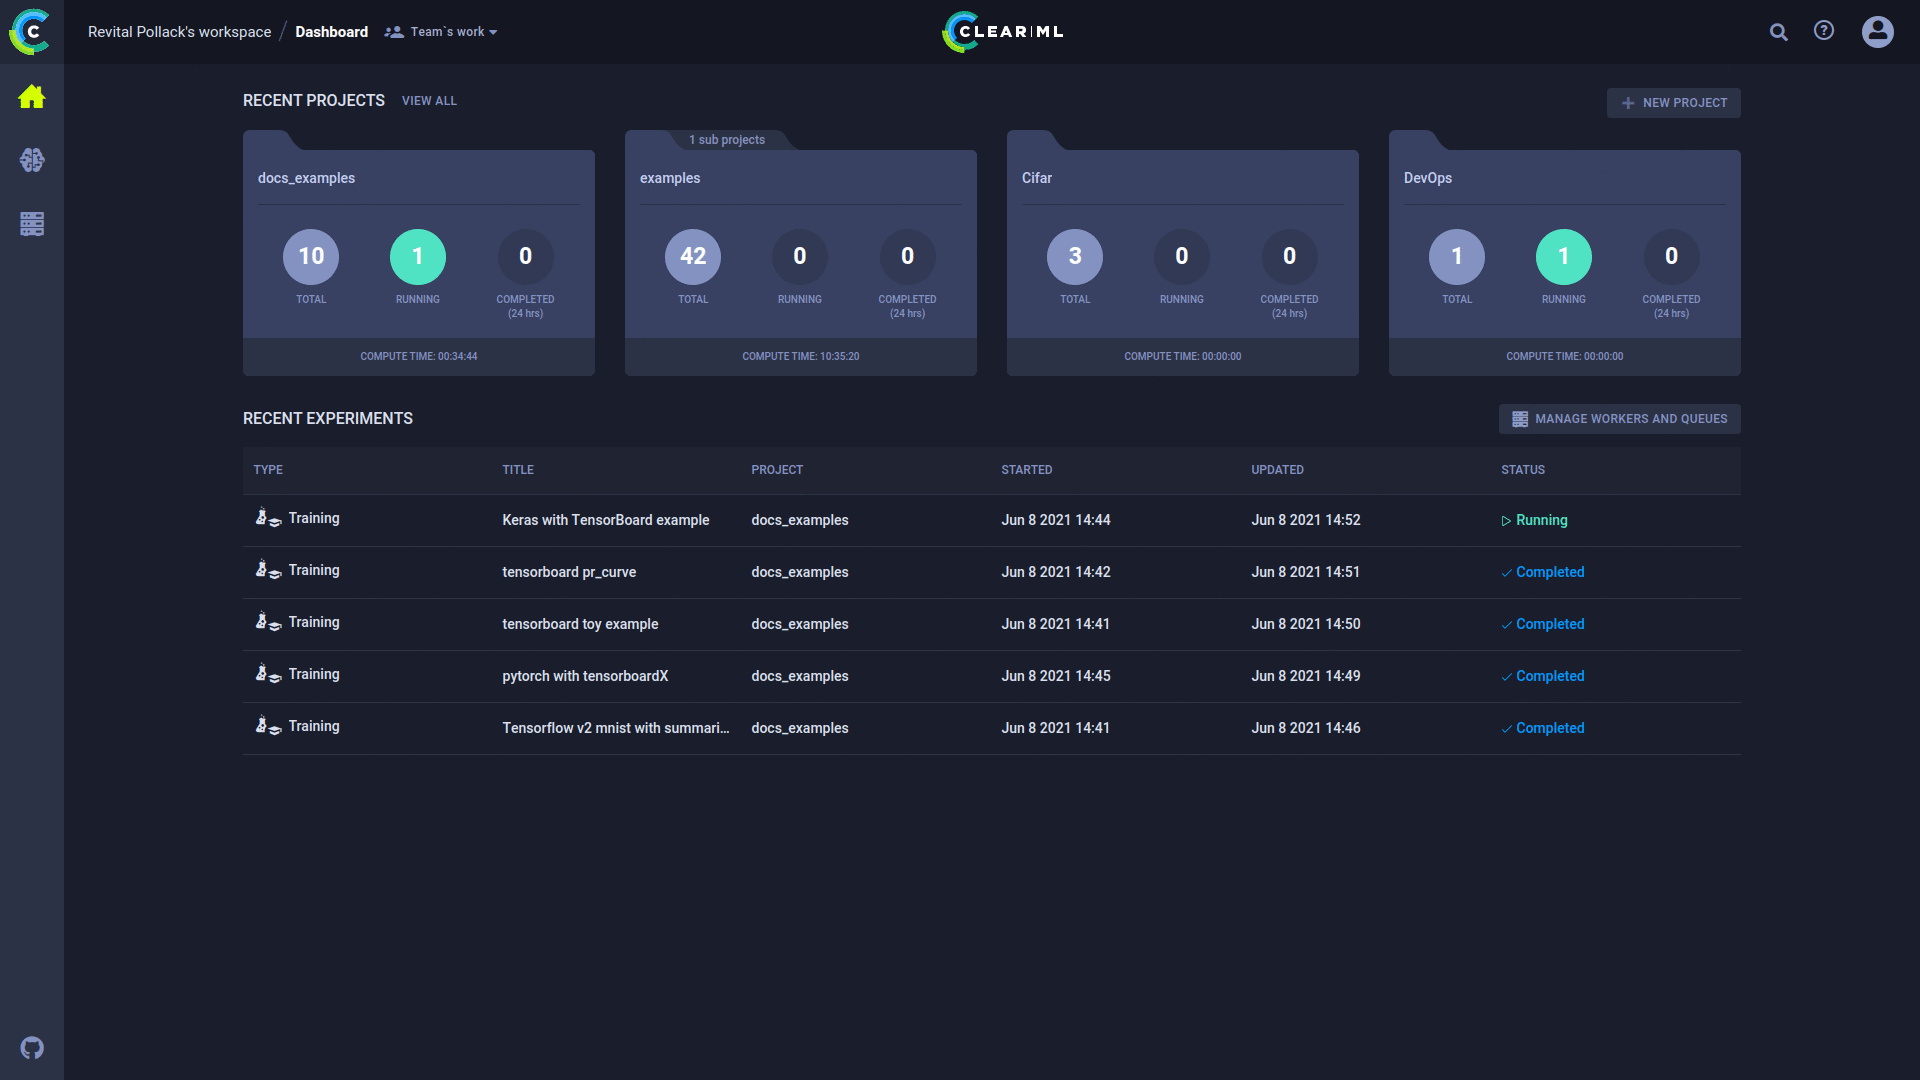 Revital Pollack's workspace / Dashboard Team`s work
C
CLEAR|ML
?
RECENT PROJECTS VIEW ALL
NEW PROJECT
docs_examples
10 1 0
TOTAL RUNNING COMPLETED
(24 hrs)
COMPUTE TIME: 00:34:44
1 sub projects
examples
42 0 0
TOTAL RUNNING COMPLETED
(24 hrs)
COMPUTE TIME: 10:35:20
Cifar
3 0 0
TOTAL RUNNING COMPLETED
(24 hrs)
COMPUTE TIME: 00:00:00
DevOps
1 1 0
TOTAL RUNNING COMPLETED
(24 hrs)
COMPUTE TIME: 00:00:00
RECENT EXPERIMENTS
MANAGE WORKERS AND QUEUES
TYPE TITLE PROJECT STARTED UPDATED STATUS
Training Keras with TensorBoard example docs_examples Jun 8 2021 14:44 Jun 8 2021 14:52 Running
Training tensorboard pr_curve docs_examples Jun 8 2021 14:42 Jun 8 2021 14:51 Completed
Training tensorboard toy example docs_examples Jun 8 2021 14:41 Jun 8 2021 14:50 Completed
Training pytorch with tensorboardX docs_examples Jun 8 2021 14:45 Jun 8 2021 14:49 Completed
Training Tensorflow v2 mnist with summari... docs_examples Jun 8 2021 14:41 Jun 8 2021 14:46 Completed